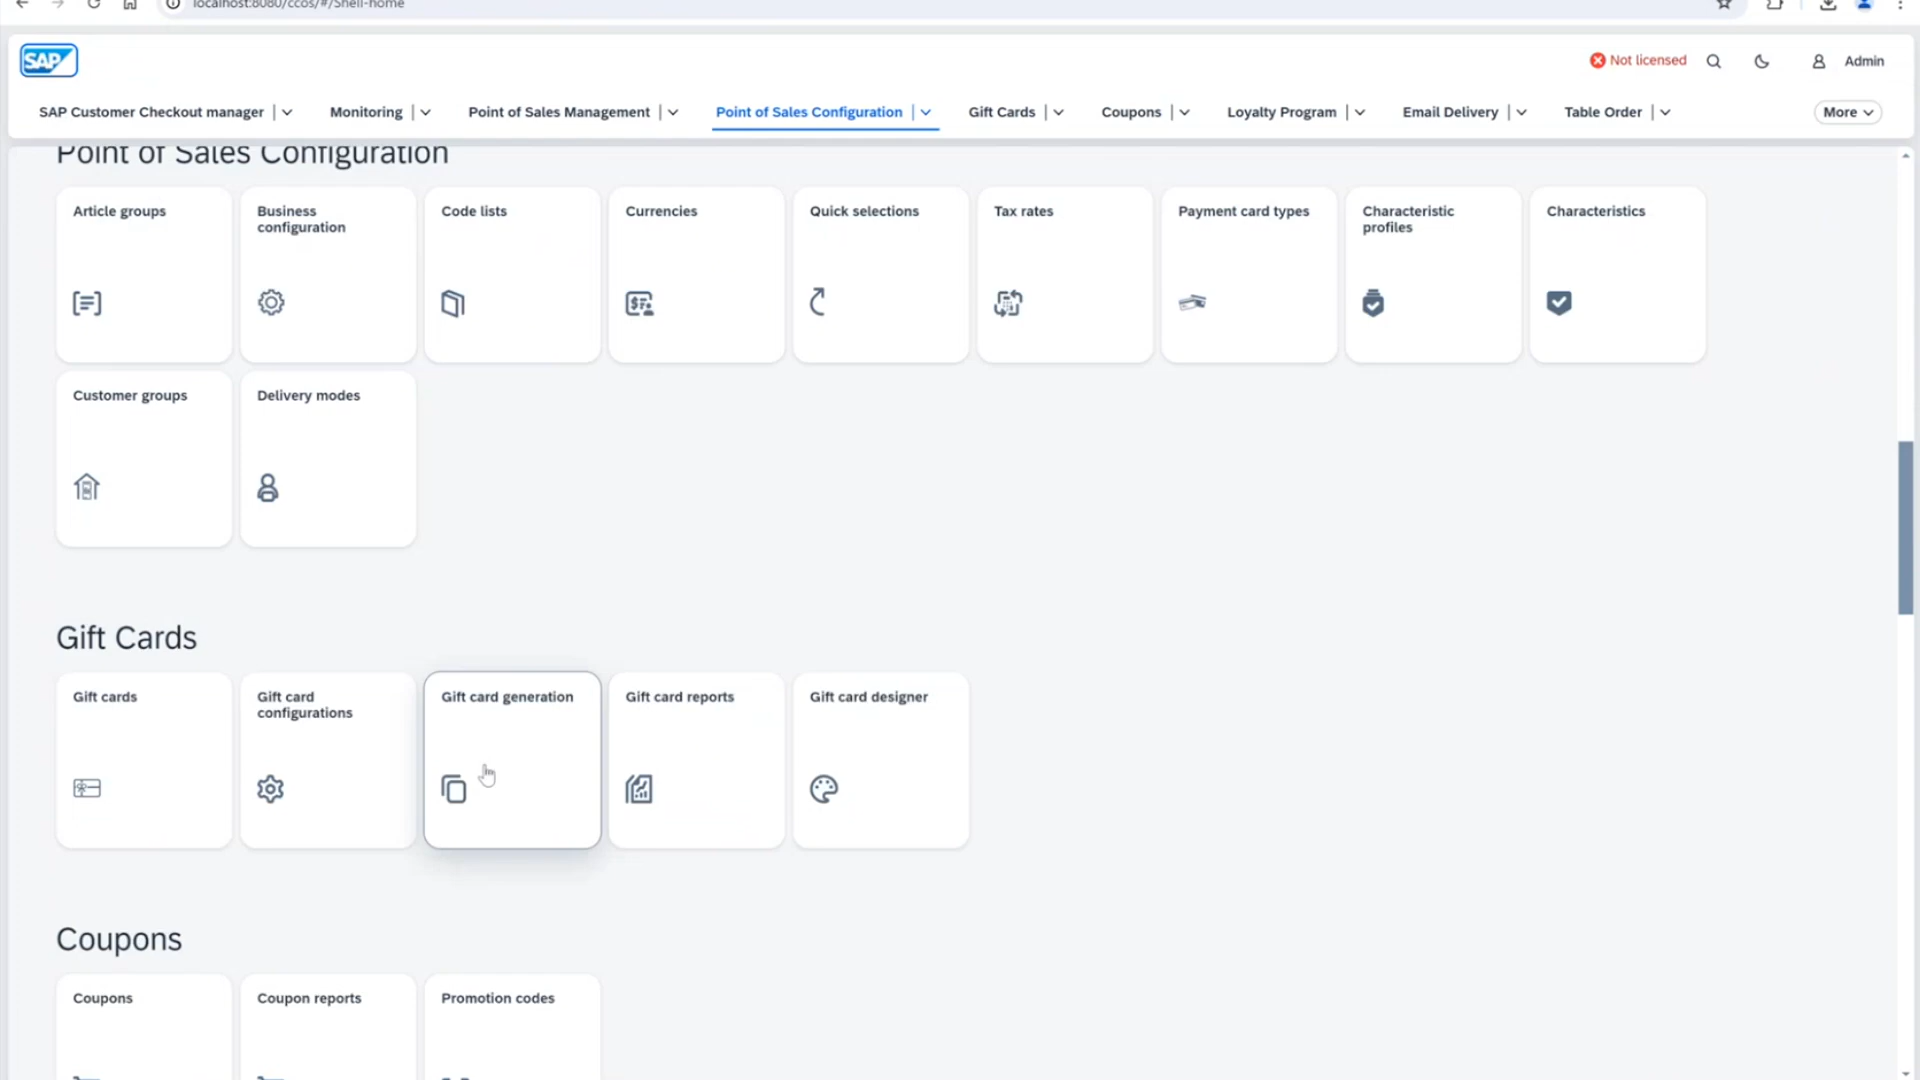 localhost:8080/ccos/#/Shell-home
SAP
Not licensed
Admin
SAP Customer Checkout manager
Monitoring
Point of Sales Management
Point of Sales Configuration
Gift Cards
Coupons
Loyalty Program
Email Delivery
Table Order
More
Point of Sales Configuration
Article groups
Business
configuration
Code lists
Currencies
Quick selections
Tax rates
Payment card types
Characteristic
profiles
Characteristics
Customer groups
Delivery modes
Gift Cards
Gift cards
Gift card
configurations
Gift card generation
Gift card reports
Gift card designer
Coupons
Coupons
Coupon reports
Promotion codes